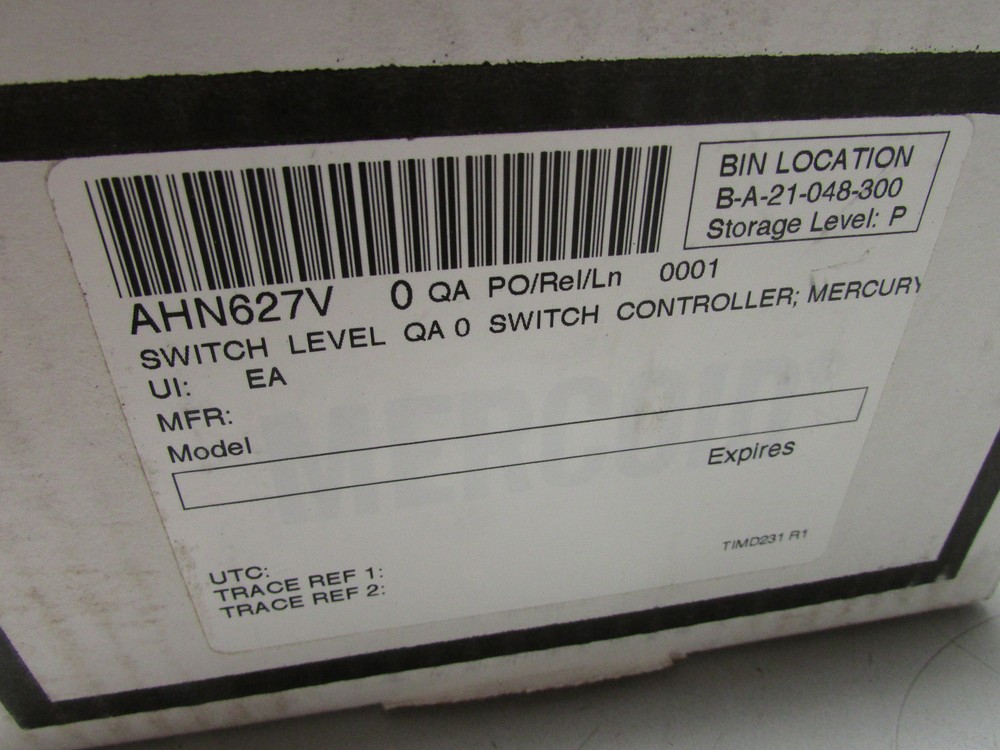 BIN LOCATION
B-A-21-048-300
Storage Level: P
AHN627V 0 QA PO/Rel/Ln 0001
SWITCH LEVEL QA 0 SWITCH CONTROLLER; MERCURY
UI: EA
MFR:
Model
Expires
TIMD231 R1
UTC:
TRACE REF 1:
TRACE REF 2: